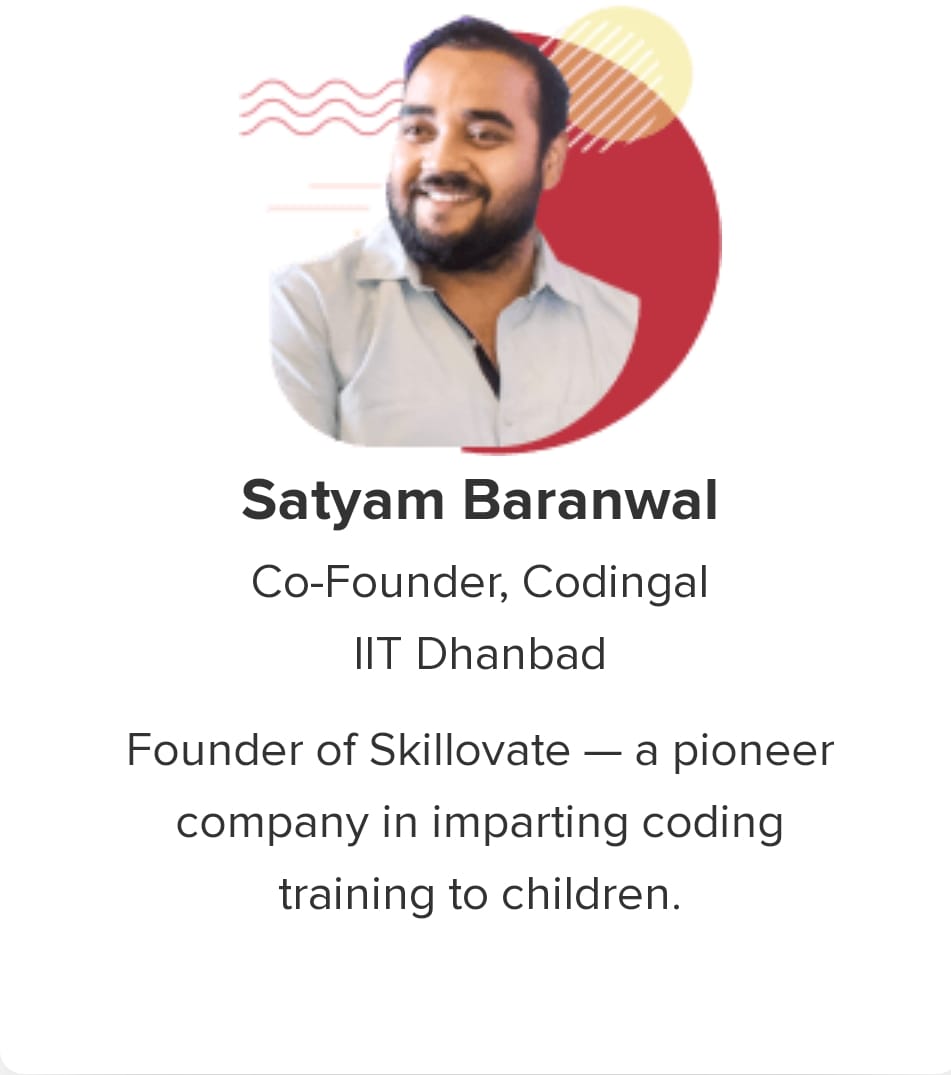 Satyam Baranwal
Co-Founder, Codingal
IIT Dhanbad
Founder of Skillovate — a pioneer
company in imparting coding
training to children.